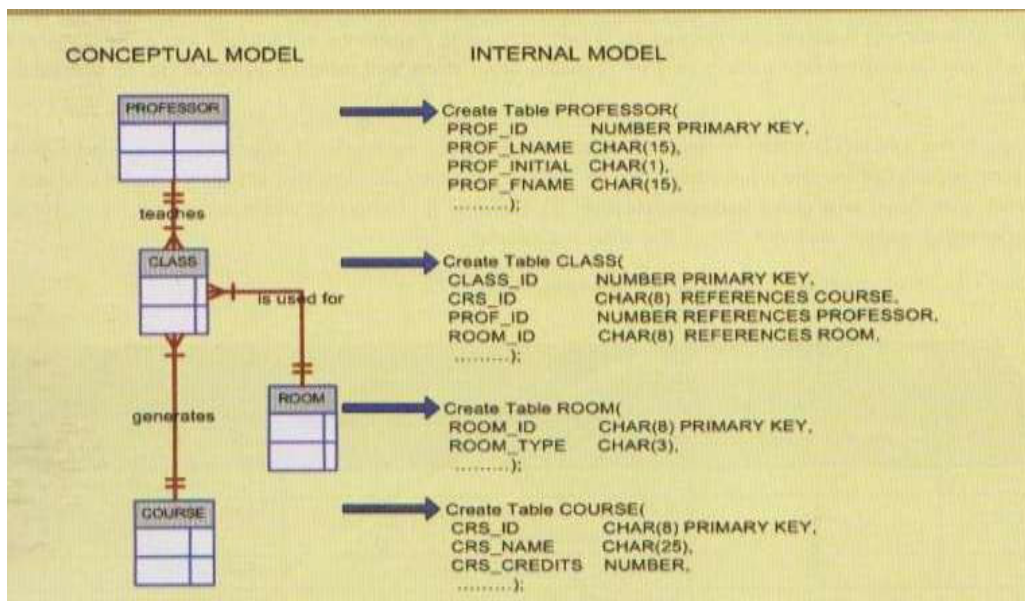 CONCEPTUAL MODEL
INTERNAL MODEL
PROFESSOR
teaches
CLASS
is used for
ROOM
generates
COURSE
Create Table PROFESSOR(
PROF_ID NUMBER PRIMARY KEY,
PROF_LNAME CHAR(15),
PROF_INITIAL CHAR(1),
PROF_FNAME CHAR(15),
.........);
Create Table CLASS(
CLASS_ID NUMBER PRIMARY KEY,
CRS_ID CHAR(8) REFERENCES COURSE,
PROF_ID NUMBER REFERENCES PROFESSOR,
ROOM_ID CHAR(8) REFERENCES ROOM,
.........);
Create Table ROOM(
ROOM_ID CHAR(8) PRIMARY KEY,
ROOM_TYPE CHAR(3),
.........);
Create Table COURSE(
CRS_ID CHAR(8) PRIMARY KEY,
CRS_NAME CHAR(25),
CRS_CREDITS NUMBER,
.........);